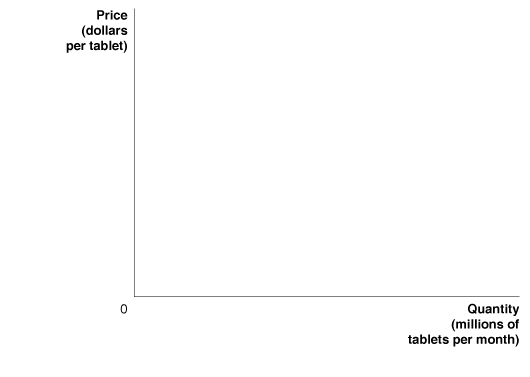 Price
(dollars
per tablet)
0
Quantity
(millions of
tablets per month)